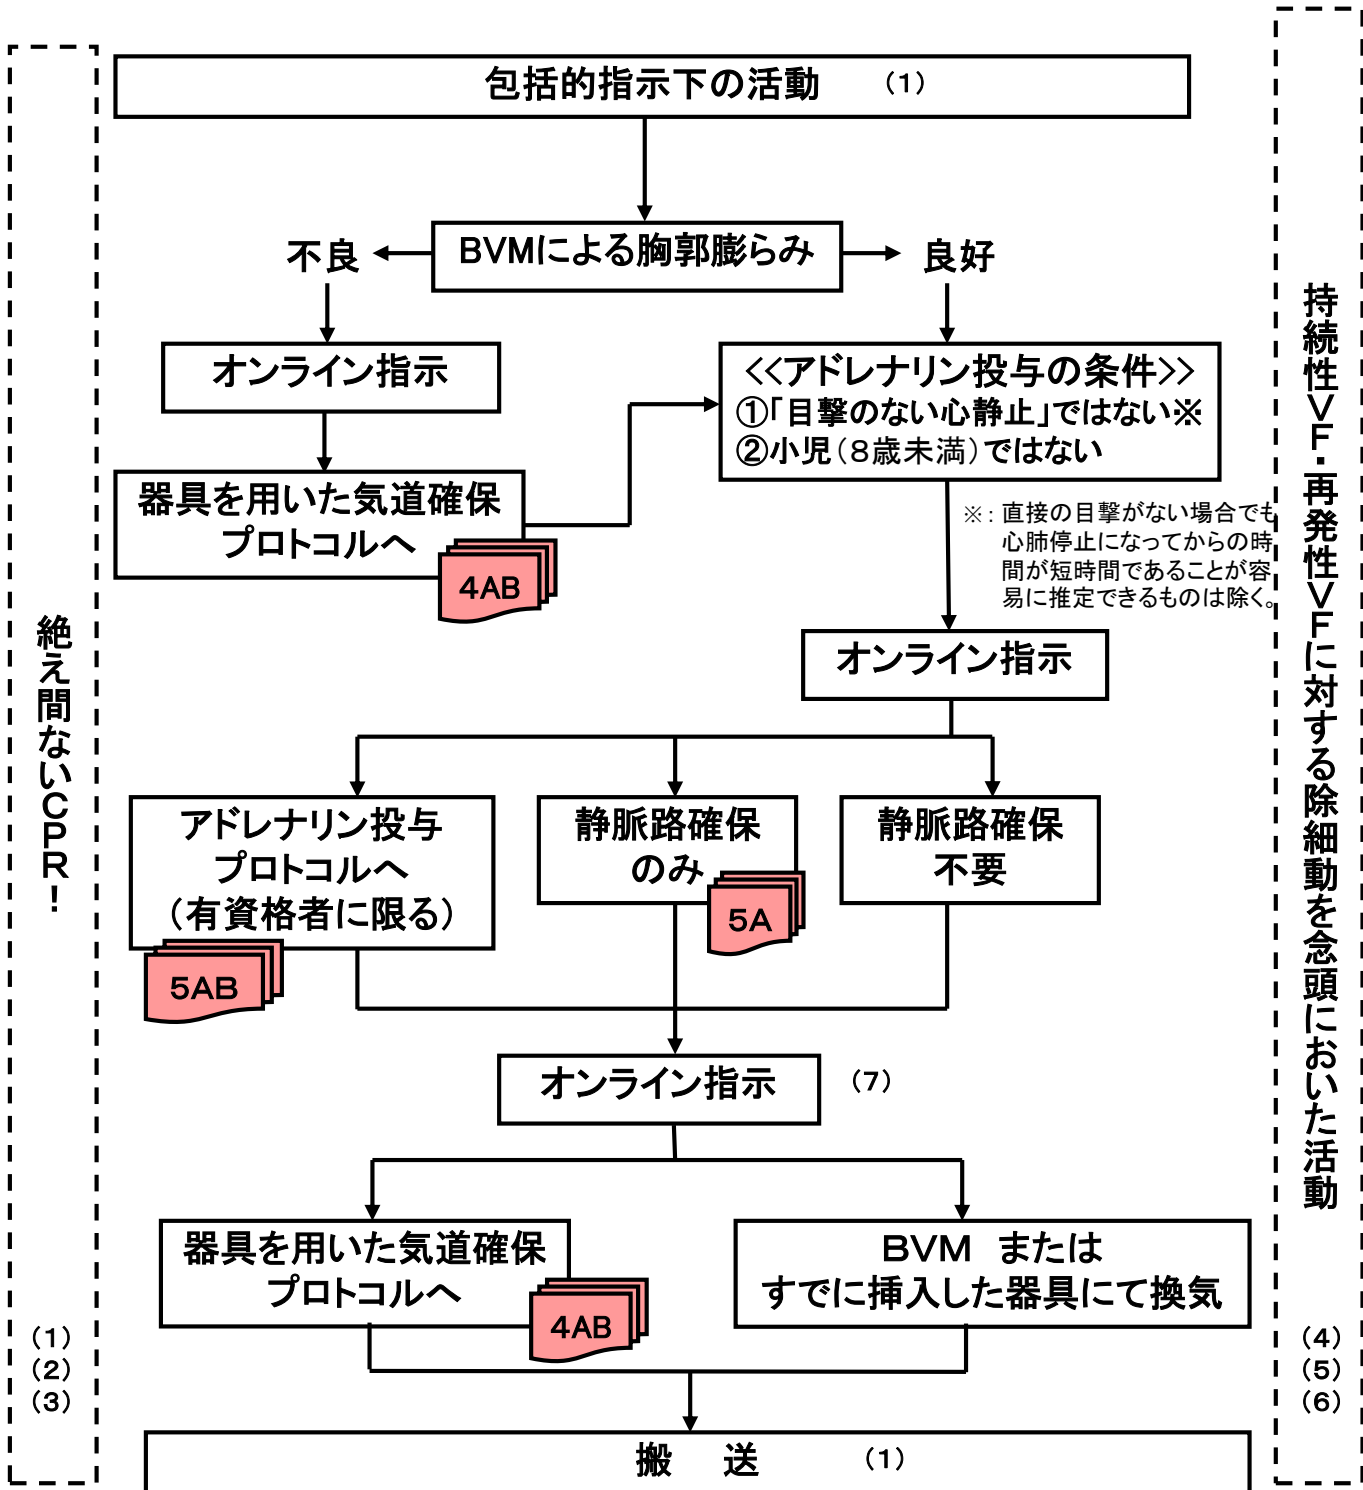 包括的指示下の活動 （１）
BVMによる胸郭膨らみ
不良
良好
オンライン指示
<<アドレナリン投与の条件>>
①「目撃のない心静止」ではない※
②小児（８歳未満）ではない
器具を用いた気道確保
プロトコルへ
４AB
※：直接の目撃がない場合でも
心肺停止になってからの時
間が短時間であることが容
易に推定できるものは除く。
オンライン指示
アドレナリン投与
プロトコルへ
（有資格者に限る）
５AB
静脈路確保
のみ
５A
静脈路確保
不要
オンライン指示 （７）
器具を用いた気道確保
プロトコルへ
４AB
ＢＶＭ　または
すでに挿入した器具にて換気
搬　送 （１）
絶え間ないＣＰＲ！
（１）
（２）
（３）
持続性ＶＦ・再発性ＶＦに対する除細動を念頭においた活動
（４）
（５）
（６）